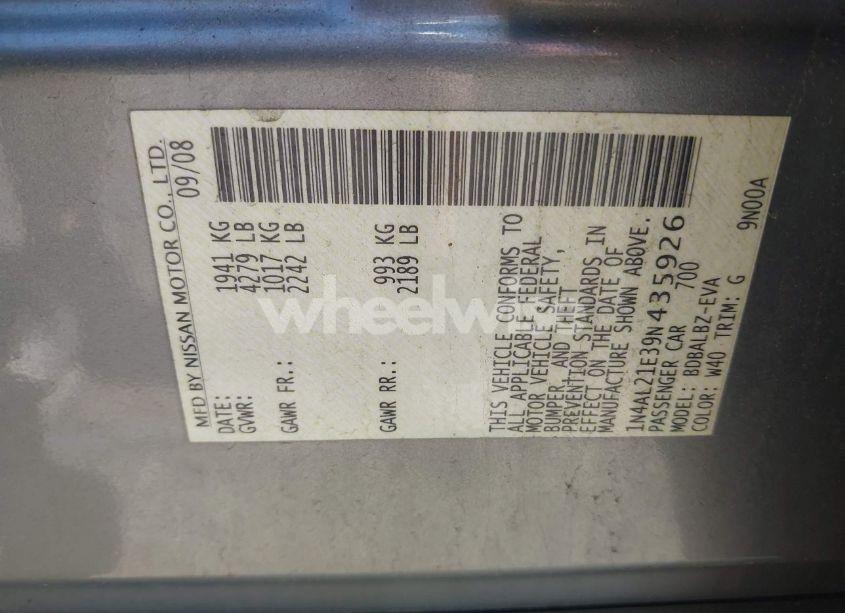 MFD BY NISSAN MOTOR CO., LTD.
DATE: 09/08
GVWR: 1941 KG
4279 LB
GAWR FR.: 1017 KG
2242 LB
GAWR RR.: 993 KG
2189 LB
THIS VEHICLE CONFORMS TO
ALL APPLICABLE FEDERAL
MOTOR VEHICLE SAFETY,
BUMPER, AND THEFT
PREVENTION STANDARDS IN
EFFECT ON THE DATE OF
MANUFACTURE SHOWN ABOVE.
1N4AL21E39N435926
PASSENGER CAR 700
MODEL: BDBALBZ-EVA
COLOR: W40 TRIM: G 9N00A